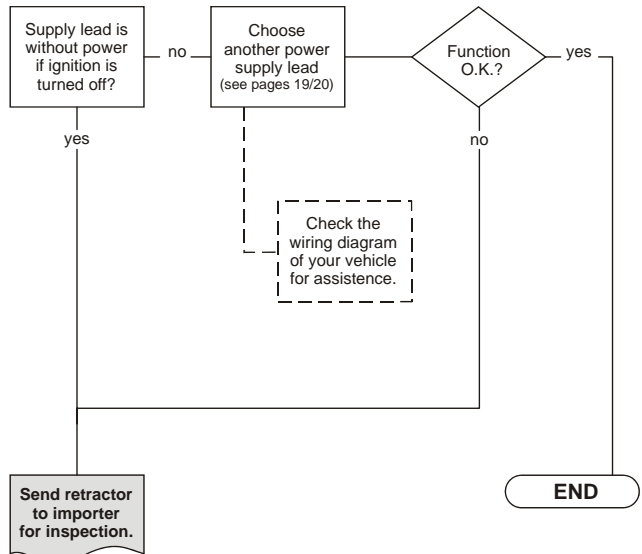 Supply lead is
without power
if ignition is
turned off?
no
Choose
another power
supply lead
(see pages 19/20)
Function
O.K.?
yes
yes
no
Check the
wiring diagram
of your vehicle
for assistence.
Send retractor
to importer
for inspection.
END